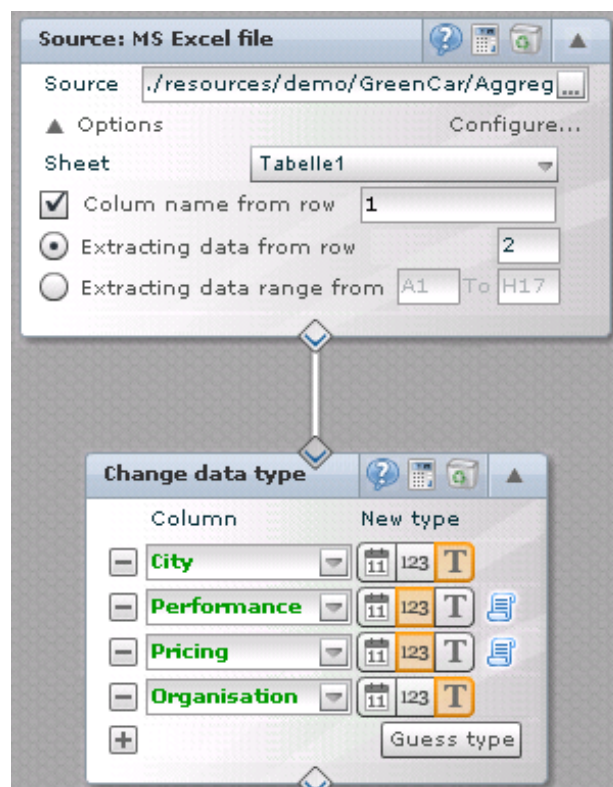 Source: MS Excel file
Source ./resources/demo/GreenCar/Aggreg ...
Options Configure...
Sheet Tabelle1
Colum name from row 1
Extracting data from row 2
Extracting data range from A1 To H17
Change data type
Column New type
City 11 123 T
Performance 11 123 T
Pricing 11 123 T
Organisation 11 123 T
Guess type